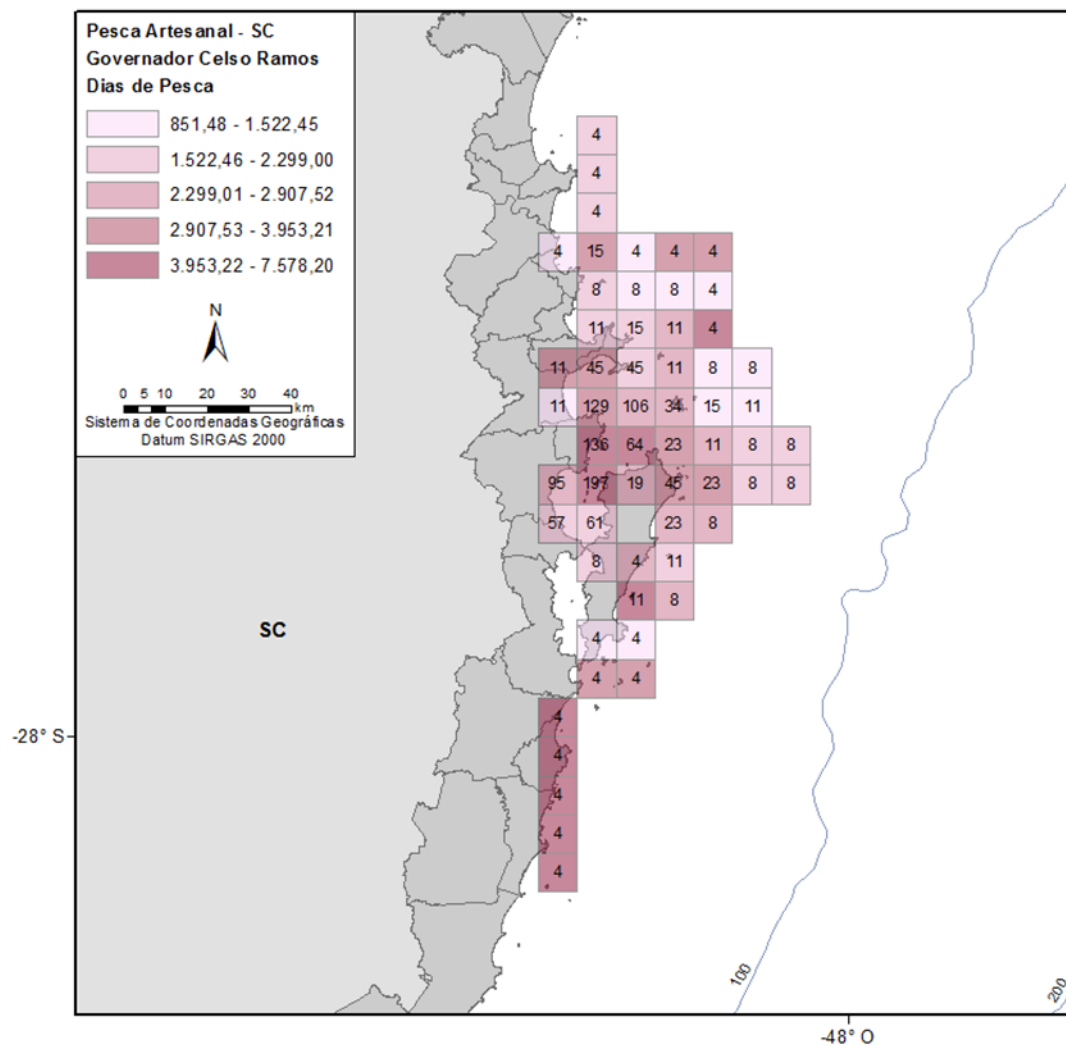 Pesca Artesanal - SC
Governador Celso Ramos
Dias de Pesca
851,48 - 1.522,45
1.522,46 - 2.299,00
2.299,01 - 2.907,52
2.907,53 - 3.953,21
3.953,22 - 7.578,20
N
0 5 10 20 30 40
km
Sistema de Coordenadas Geográficas
Datum SIRGAS 2000
4
4
4
4 15 4 4 4
8 8 8 4
11 15 11 4
11 45 45 11 8 8
11 129 106 34 15 11
136 64 23 11 8 8
95 197 19 45 23 8 8
57 61 23 8
8 4 11
11 8
SC
4 4
4 4
4
-28° S
4
4
4
4
100
200
-48° O